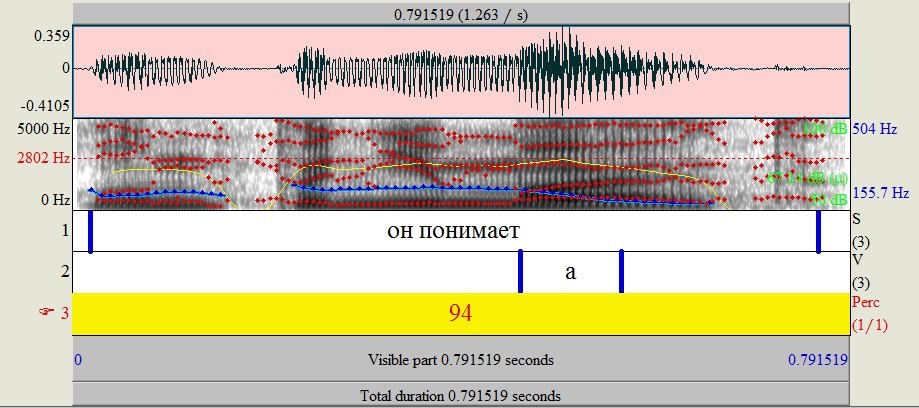 0.791519 (1.263 / s)
0.359
0
-0.4105
5000 Hz
504 Hz
2802 Hz
155.7 Hz
0 Hz
1 он понимает S (3)
2 а V (3)
3 94 Perc (1/1)
0 Visible part 0.791519 seconds 0.791519
Total duration 0.791519 seconds